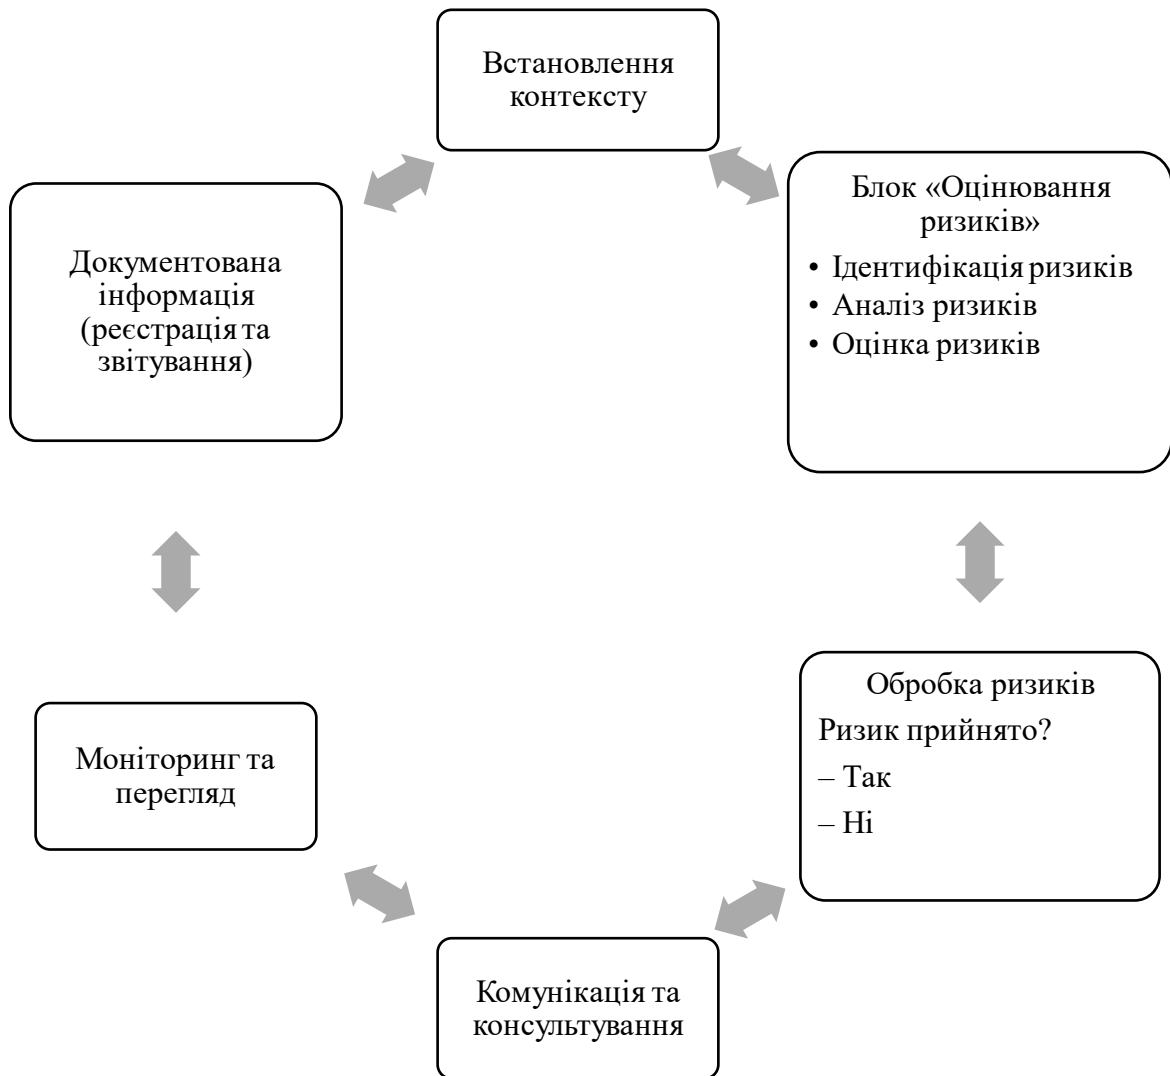 Встановлення
контексту
Блок «Оцінювання
ризиків»
• Ідентифікація ризиків
• Аналіз ризиків
• Оцінка ризиків
Документована
інформація
(реєстрація та
звітування)
Обробка ризиків
Ризик прийнято?
– Так
– Ні
Моніторинг та
перегляд
Комунікація та
консультування